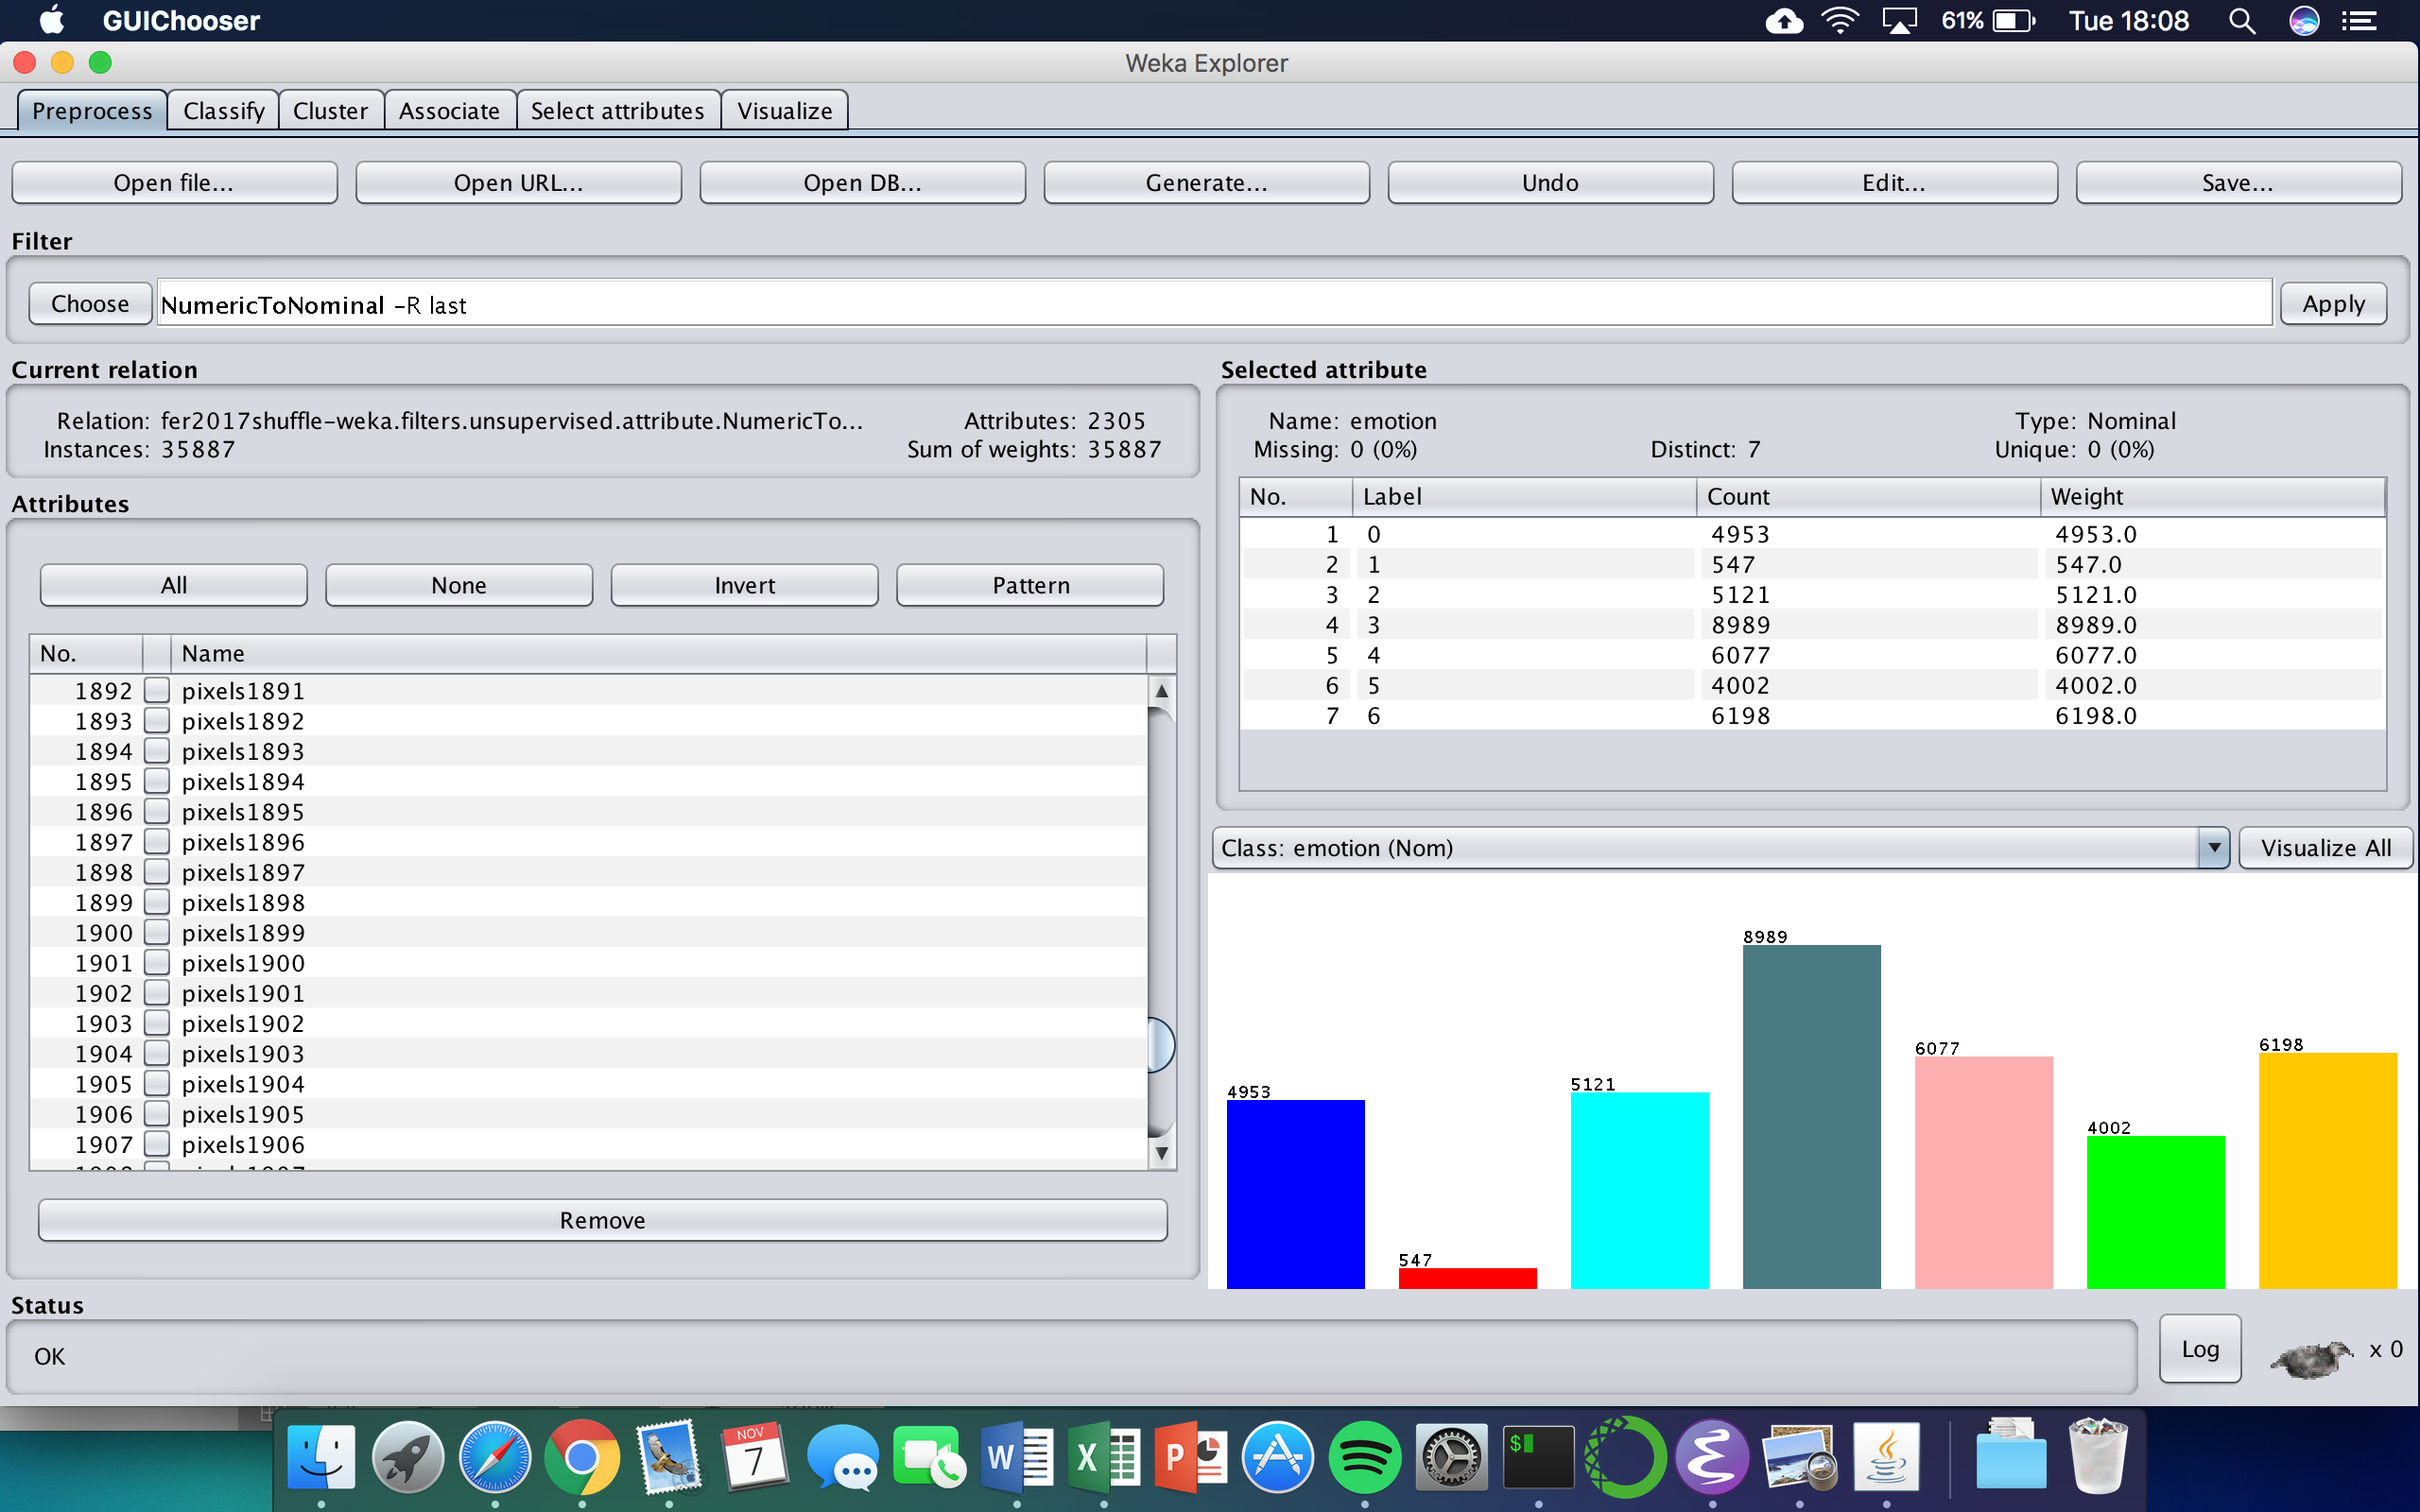 GUIChooser 61% Tue 18:08
Weka Explorer
Preprocess Classify Cluster Associate Select attributes Visualize
Open file... Open URL... Open DB... Generate... Undo Edit... Save...
Filter
Choose NumericToNominal -R last Apply
Current relation
Relation: fer2017shuffle-weka.filters.unsupervised.attribute.NumericTo... Attributes: 2305
Instances: 35887 Sum of weights: 35887
Attributes
All None Invert Pattern
No. Name
1892 pixels1891
1893 pixels1892
1894 pixels1893
1895 pixels1894
1896 pixels1895
1897 pixels1896
1898 pixels1897
1899 pixels1898
1900 pixels1899
1901 pixels1900
1902 pixels1901
1903 pixels1902
1904 pixels1903
1905 pixels1904
1906 pixels1905
1907 pixels1906
Remove
Selected attribute
Name: emotion Type: Nominal
Missing: 0 (0%) Distinct: 7 Unique: 0 (0%)
No. Label Count Weight
1 0 4953 4953.0
2 1 547 547.0
3 2 5121 5121.0
4 3 8989 8989.0
5 4 6077 6077.0
6 5 4002 4002.0
7 6 6198 6198.0
Class: emotion (Nom) Visualize All
4953 547 5121 8989 6077 4002 6198
Status
OK Log x 0
NOV
7
W X P $